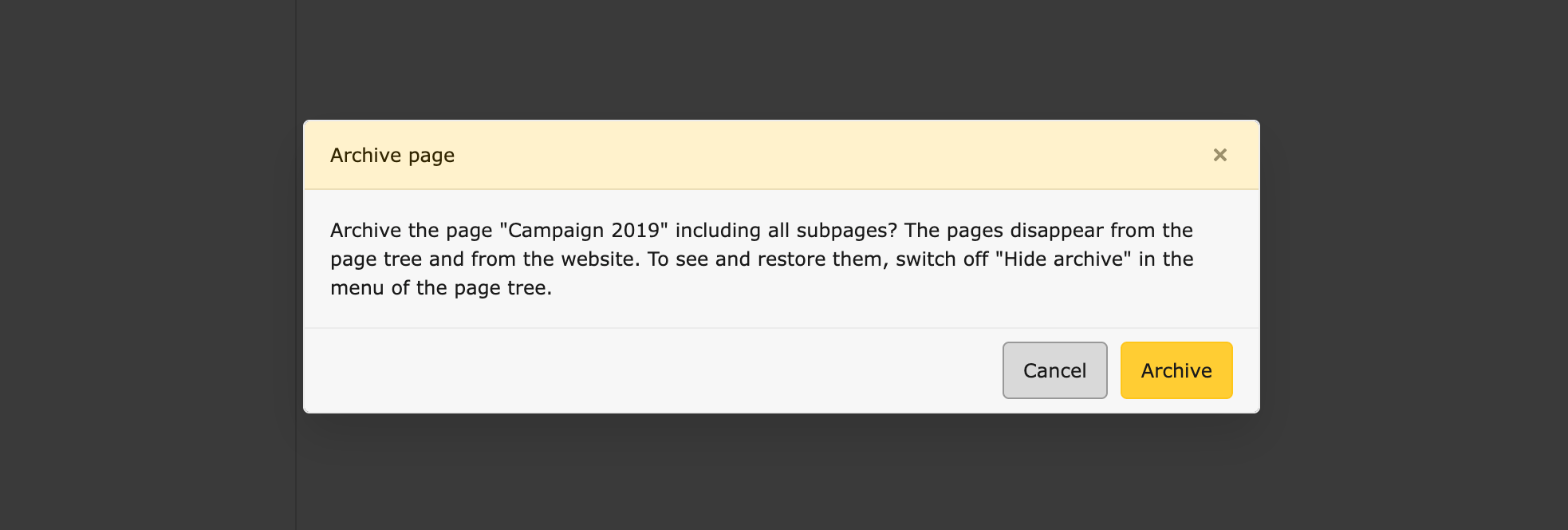 Archive page
×
Archive the page "Campaign 2019" including all subpages? The pages disappear from the
page tree and from the website. To see and restore them, switch off "Hide archive" in the
menu of the page tree.
Cancel
Archive